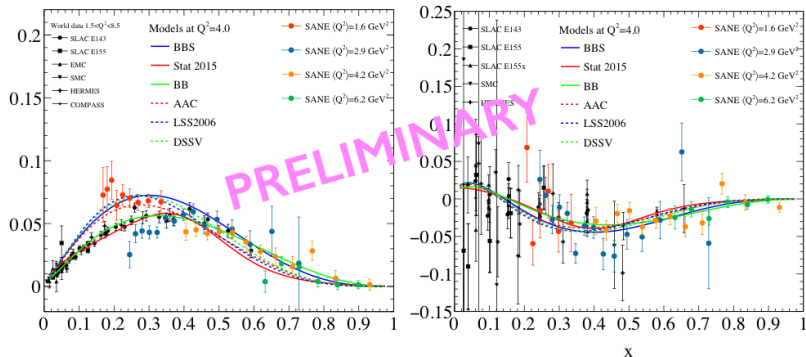 World data 1.5<Q²<8.5
SLAC E143
SLAC E155
EMC
SMC
HERMES
COMPASS
Models at Q²=4.0
BBS
Stat 2015
BB
AAC
LSS2006
DSSV
SANE ⟨Q²⟩=1.6 GeV²
SANE ⟨Q²⟩=2.9 GeV²
SANE ⟨Q²⟩=4.2 GeV²
SANE ⟨Q²⟩=6.2 GeV²
0.2
0.15
0.1
0.05
0
0 0.1 0.2 0.3 0.4 0.5 0.6 0.7 0.8 0.9 1
PRELIMINARY
SLAC E143
SLAC E155
SLAC E155x
SMC
HERMES
Models at Q²=4.0
BBS
Stat 2015
BB
AAC
LSS2006
DSSV
SANE ⟨Q²⟩=1.6 GeV²
SANE ⟨Q²⟩=2.9 GeV²
SANE ⟨Q²⟩=4.2 GeV²
SANE ⟨Q²⟩=6.2 GeV²
0.25
0.2
0.15
0.1
0.05
0
−0.05
−0.1
−0.15
0 0.1 0.2 0.3 0.4 0.5 0.6 0.7 0.8 0.9 1
x